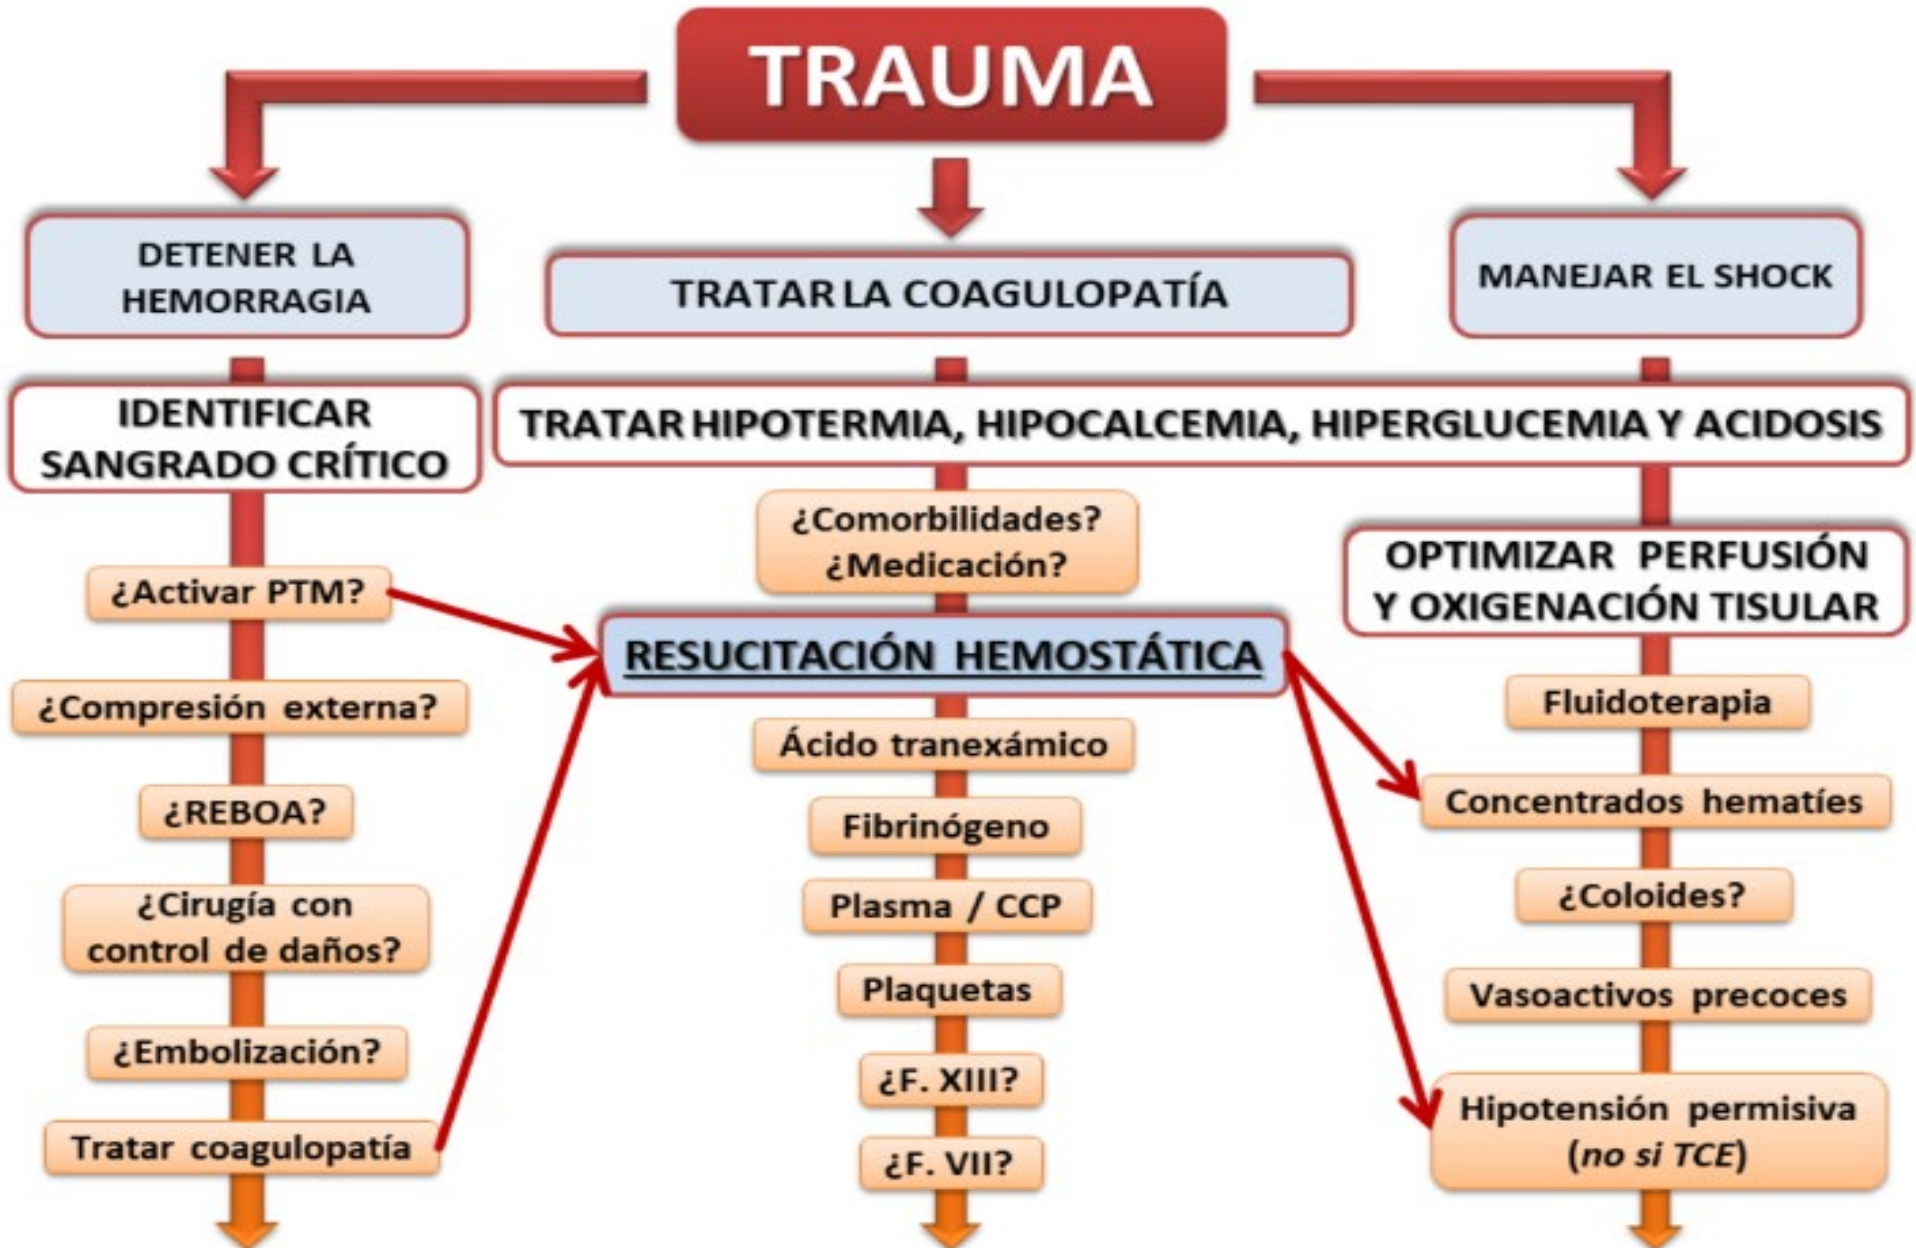 TRAUMA
DETENER LA
HEMORRAGIA
TRATAR LA COAGULOPATÍA
MANEJAR EL SHOCK
IDENTIFICAR
SANGRADO CRÍTICO
TRATAR HIPOTERMIA, HIPOCALCEMIA, HIPERGLUCEMIA Y ACIDOSIS
¿Activar PTM?
¿Compresión externa?
¿REBOA?
¿Cirugía con
control de daños?
¿Embolización?
Tratar coagulopatía
¿Comorbilidades?
¿Medicación?
RESUCITACIÓN HEMOSTÁTICA
Ácido tranexámico
Fibrinógeno
Plasma / CCP
Plaquetas
¿F. XIII?
¿F. VII?
OPTIMIZAR PERFUSIÓN
Y OXIGENACIÓN TISULAR
Fluidoterapia
Concentrados hematíes
¿Coloides?
Vasoactivos precoces
Hipotensión permisiva
(no si TCE)